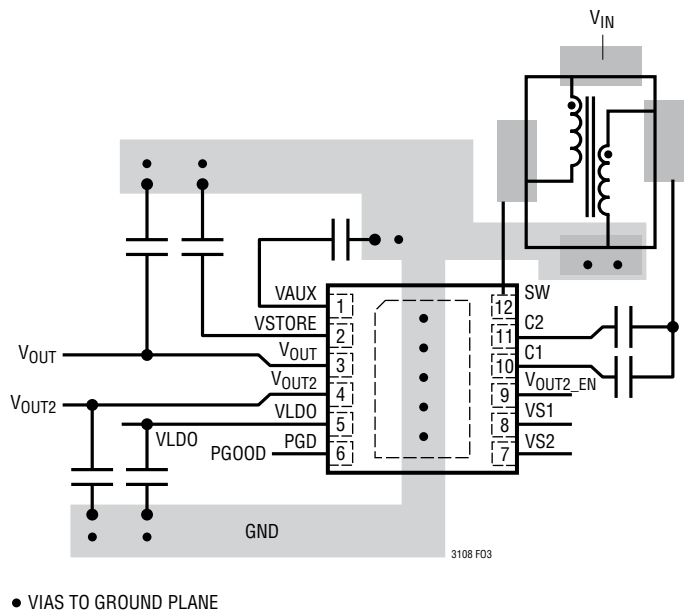 VIN
VAUX
1
VSTORE
2
VOUT
VOUT
3
VOUT2
VOUT2
4
VLDO
VLDO
5
PGOOD
PGD
6
SW
12
C2
11
C1
10
VOUT2_EN
9
VS1
8
VS2
7
GND
3108 F03
● VIAS TO GROUND PLANE